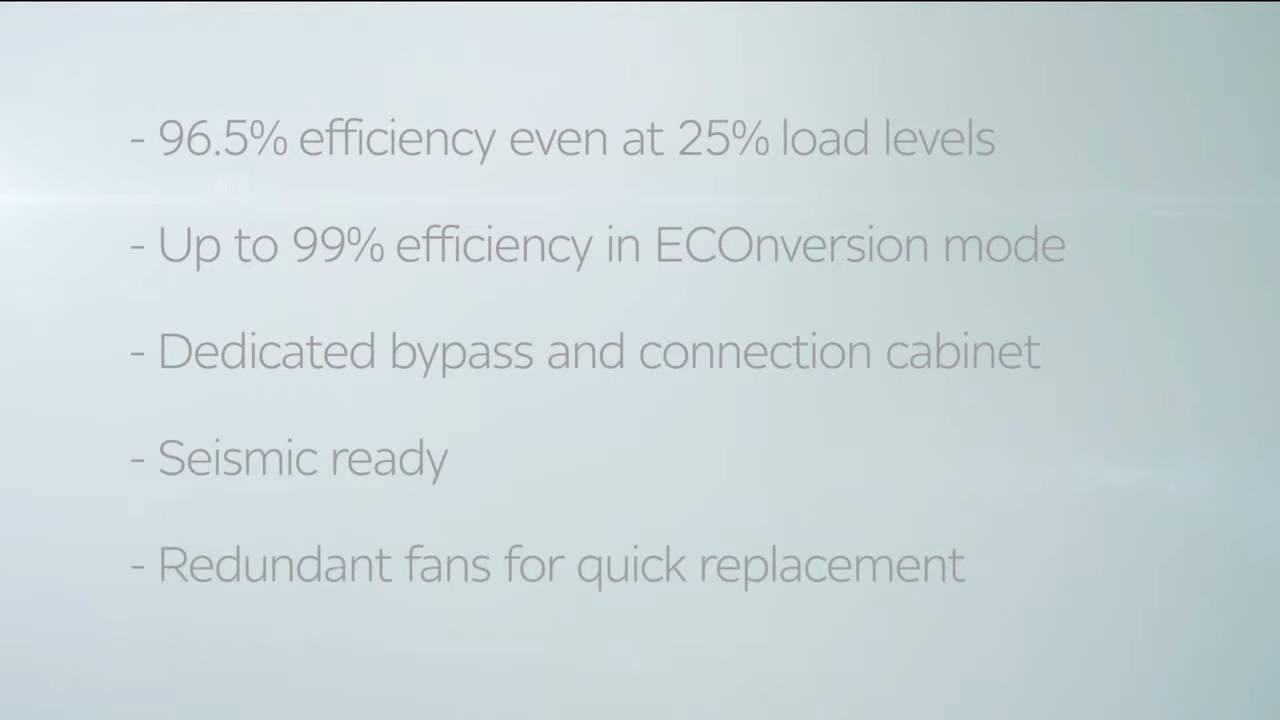 - 96.5% efficiency even at 25% load levels
- Up to 99% efficiency in ECOnversion mode
- Dedicated bypass and connection cabinet
- Seismic ready
- Redundant fans for quick replacement